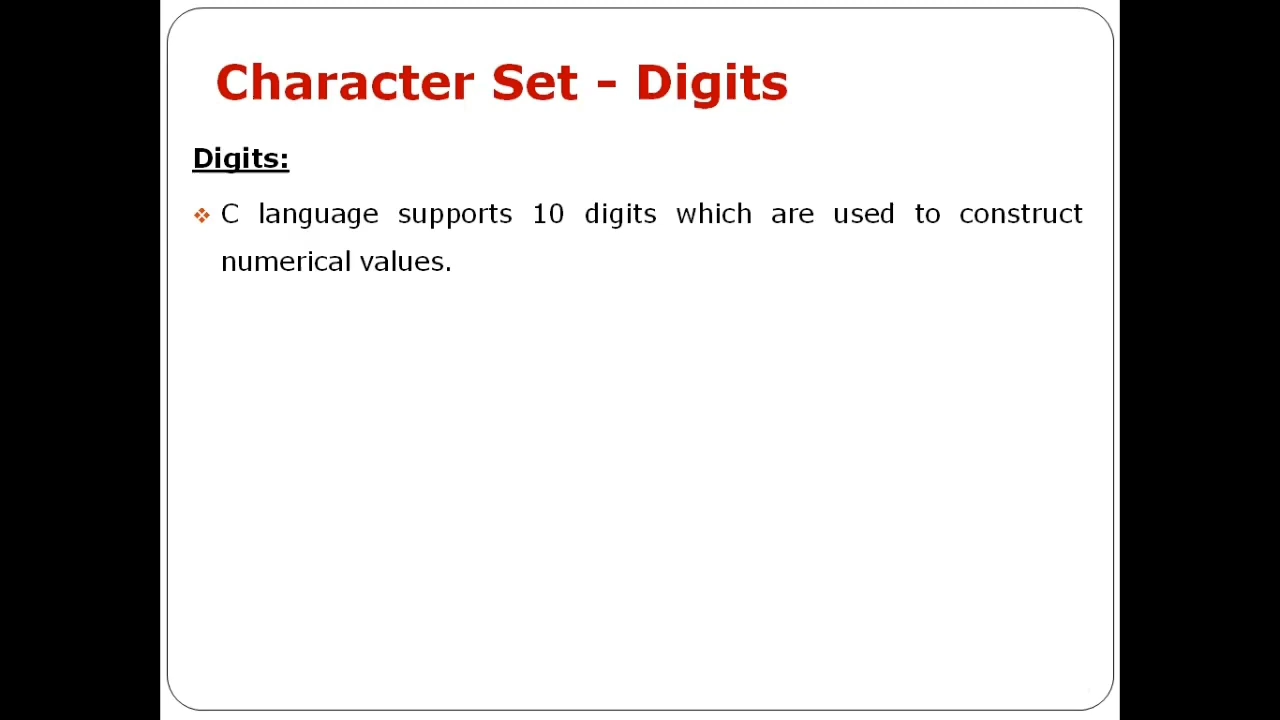 Character Set - Digits
Digits:
C language supports 10 digits which are used to construct
numerical values.